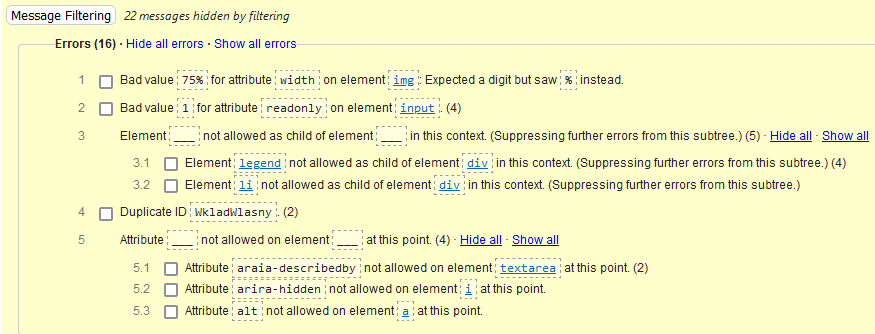 Message Filtering 22 messages hidden by filtering
Errors (16) · Hide all errors · Show all errors
1 Bad value 75% for attribute width on element img: Expected a digit but saw % instead.
2 Bad value 1 for attribute readonly on element input. (4)
3 Element ___ not allowed as child of element ___ in this context. (Suppressing further errors from this subtree.) (5) · Hide all · Show all
3.1 Element legend not allowed as child of element div in this context. (Suppressing further errors from this subtree.) (4)
3.2 Element li not allowed as child of element div in this context. (Suppressing further errors from this subtree.)
4 Duplicate ID WkladWlasny. (2)
5 Attribute ___ not allowed on element ___ at this point. (4) · Hide all · Show all
5.1 Attribute araia-describedby not allowed on element textarea at this point. (2)
5.2 Attribute arira-hidden not allowed on element i at this point.
5.3 Attribute alt not allowed on element a at this point.